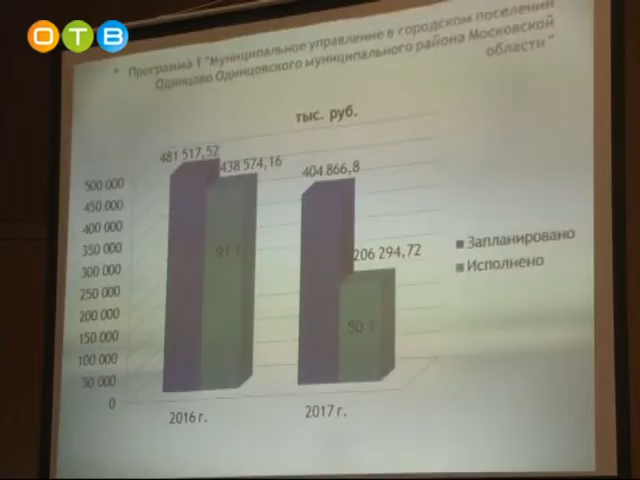 ОТВ
* Программа 1 "Муниципальное управление в городском поселении
Одинцово Одинцовского муниципального района Московской
области"
тыс. руб.
481 517,52
438 574,16
404 866,8
206 294,72
500 000
450 000
400 000
350 000
300 000
250 000
200 000
150 000
100 000
50 000
0
91
50
Запланировано
Исполнено
2016 г.
2017 г.